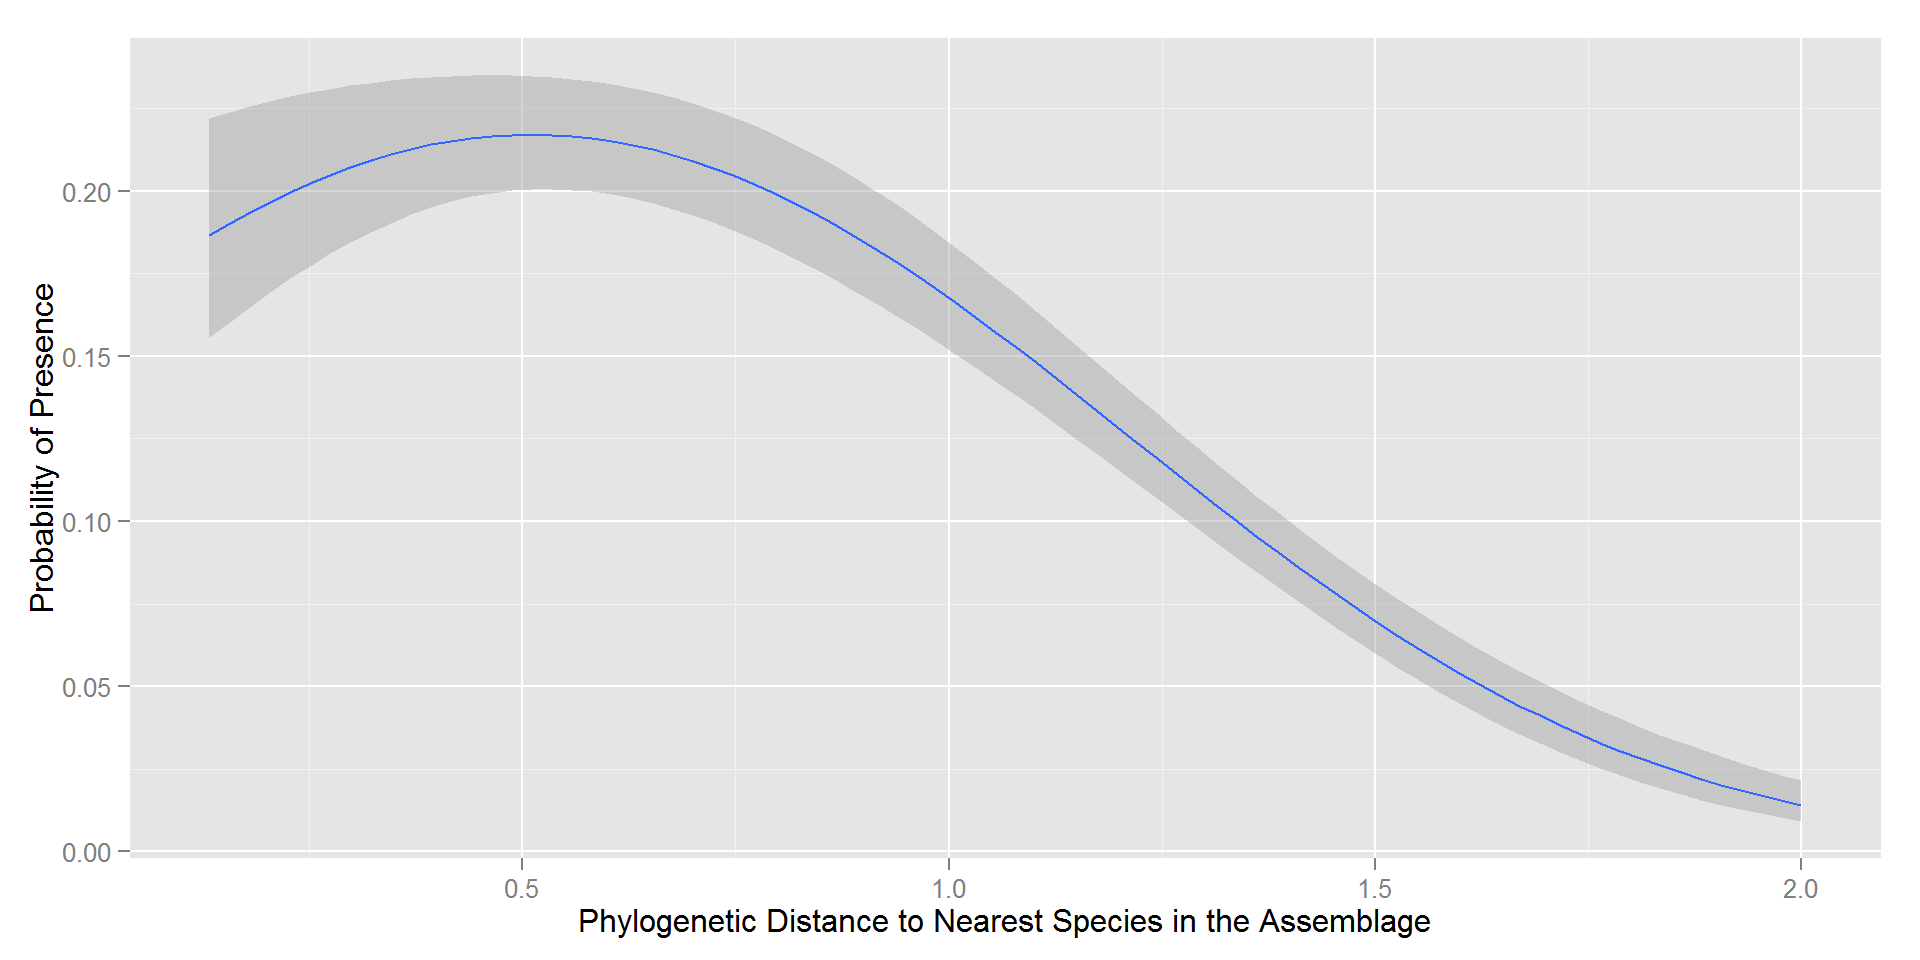 Probability of Presence
0.20
0.15
0.10
0.05
0.00
0.5 1.0 1.5 2.0
Phylogenetic Distance to Nearest Species in the Assemblage